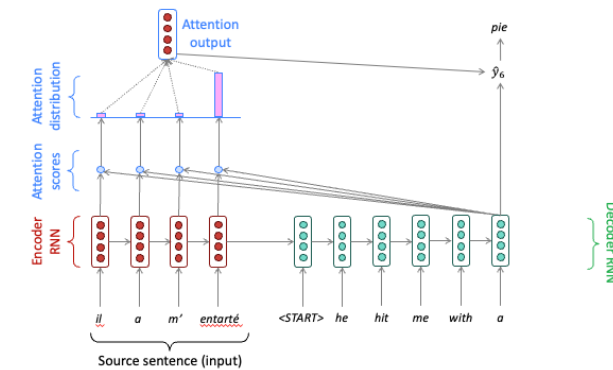 Attention
output
pie
ŷ₆
Attention
distribution
Attention
scores
Encoder
RNN
Decoder RNN
il a m' entarté <START> he hit me with a
Source sentence (input)